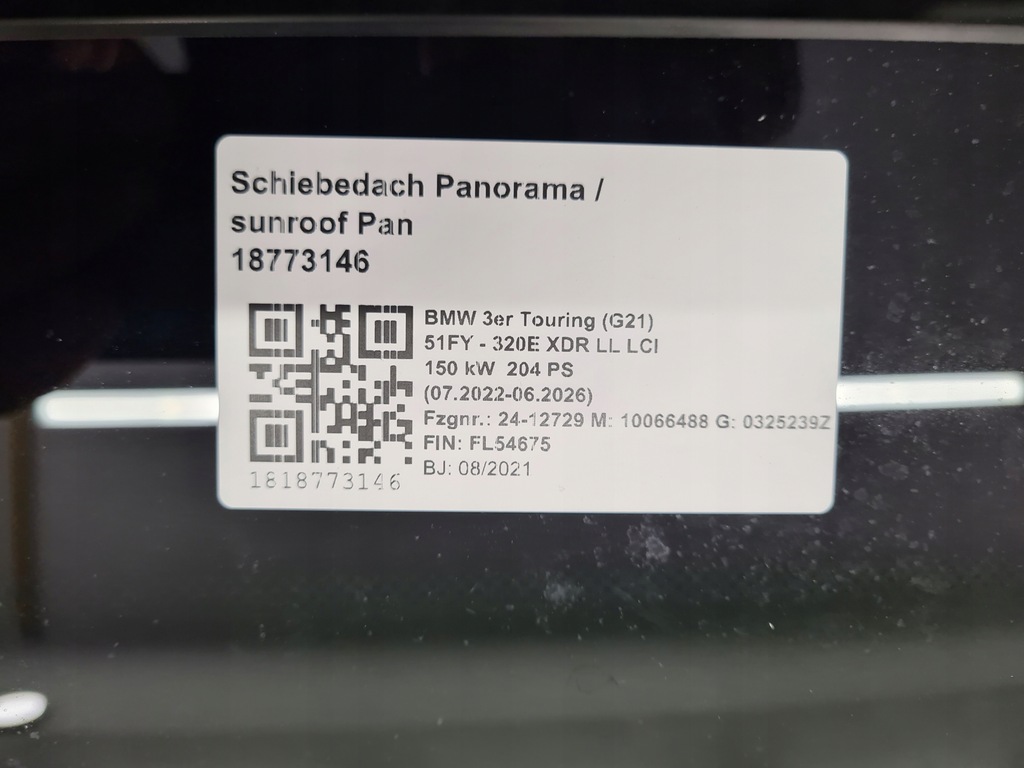 Schiebedach Panorama /
sunroof Pan
18773146
BMW 3er Touring (G21)
51FY - 320E XDR LL LCI
150 kW 204 PS
(07.2022-06.2026)
Fzgnr.: 24-12729 M: 10066488 G: 0325239Z
FIN: FL54675
BJ: 08/2021
1818773146